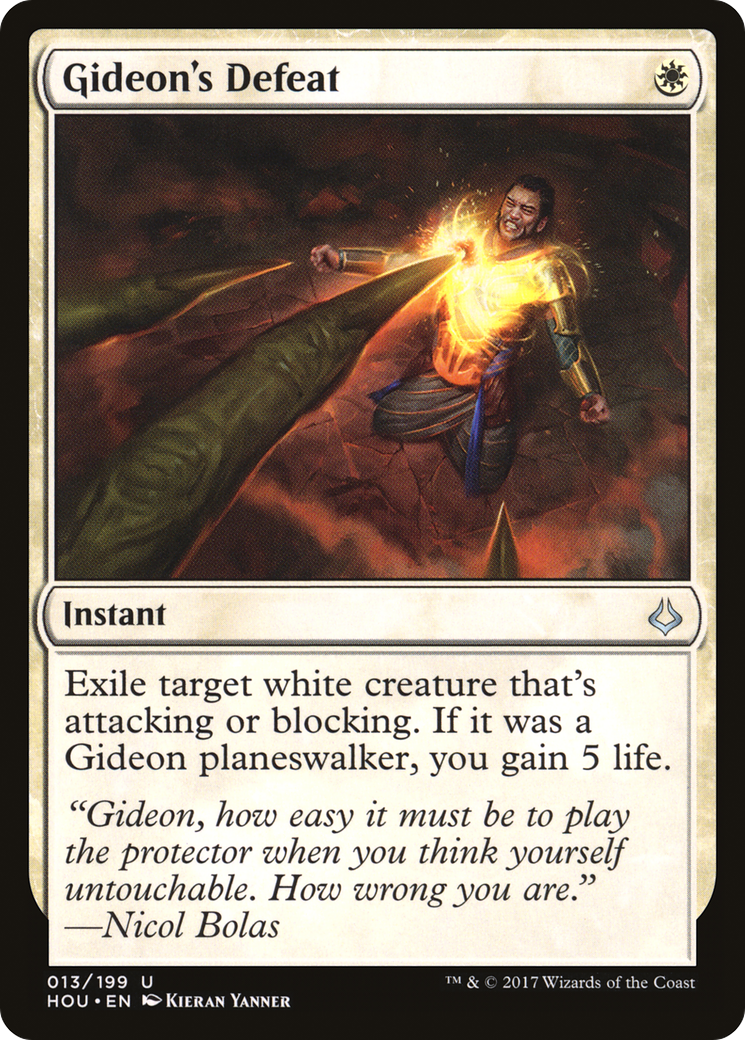 Gideon's Defeat
Instant
Exile target white creature that's
attacking or blocking. If it was a
Gideon planeswalker, you gain 5 life.
“Gideon, how easy it must be to play
the protector when you think yourself
untouchable. How wrong you are.”
—Nicol Bolas
013/199 U
™ & © 2017 Wizards of the Coast
HOU • EN Kieran Yanner